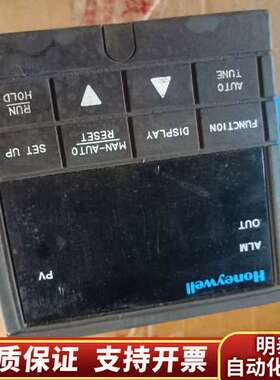 Honeywell
PV
ALM
OUT
FUNCTION
DISPLAY
MAN-AUTO
RESET
SET UP
AUTO
TUNE
RUN
HOLD
质保证 支持开票
明
自动化